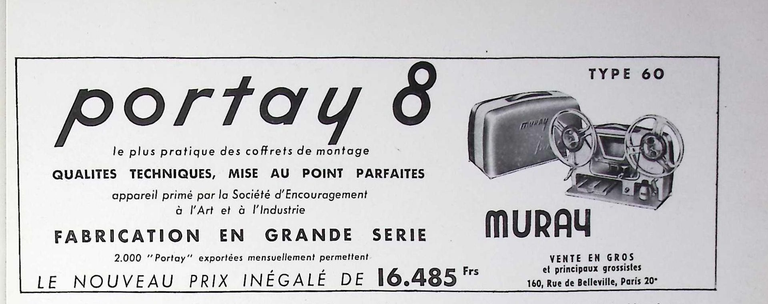 portay 8
le plus pratique des coffrets de montage
QUALITES TECHNIQUES, MISE AU POINT PARFAITES
appareil primé par la Société d'Encouragement
à l'Art et à l'Industrie
FABRICATION EN GRANDE SERIE
2.000 "Portay" exportées mensuellement permettent
LE NOUVEAU PRIX INÉGALÉ DE 16.485 Frs
TYPE 60
MURAY
MURAY
VENTE EN GROS
et principaux grossistes
160, Rue de Belleville, Paris 20e